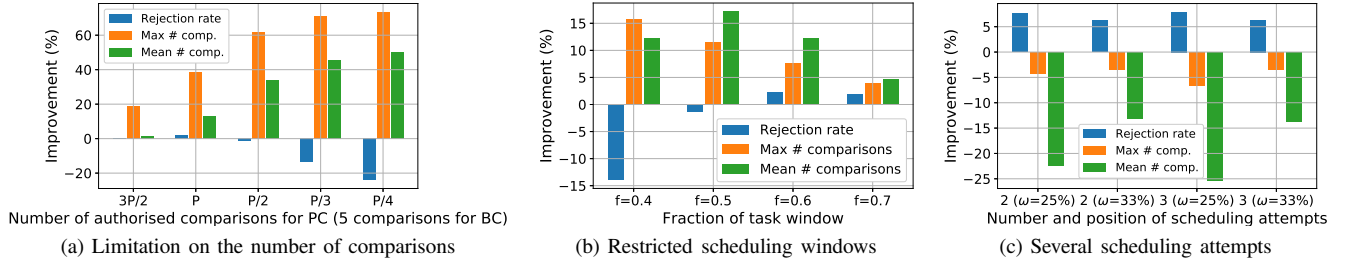 Improvement (%)
60
40
20
0
−20
Rejection rate
Max # comp.
Mean # comp.
3P/2 P P/2 P/3 P/4
Number of authorised comparisons for PC (5 comparisons for BC)
(a) Limitation on the number of comparisons
Improvement (%)
15
10
5
0
−5
−10
−15
Rejection rate
Max # comparisons
Mean # comparisons
f=0.4 f=0.5 f=0.6 f=0.7
Fraction of task window
(b) Restricted scheduling windows
Improvement (%)
5
0
−5
−10
−15
−20
−25
Rejection rate
Max # comp.
Mean # comp.
2 (ω=25%) 2 (ω=33%) 3 (ω=25%) 3 (ω=33%)
Number and position of scheduling attempts
(c) Several scheduling attempts